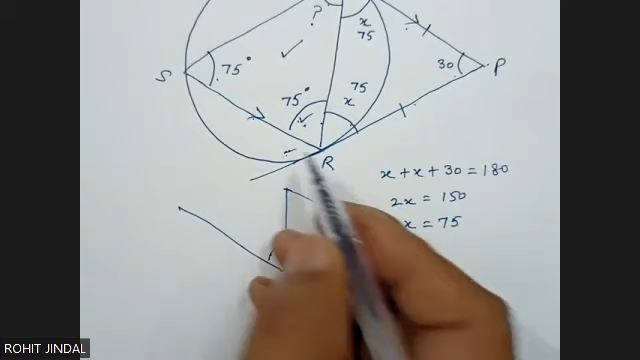 ?
x
75
S
75°
30
P
75°
75
x
R
x + x + 30 = 180
2x = 150
x = 75
ROHIT JINDAL